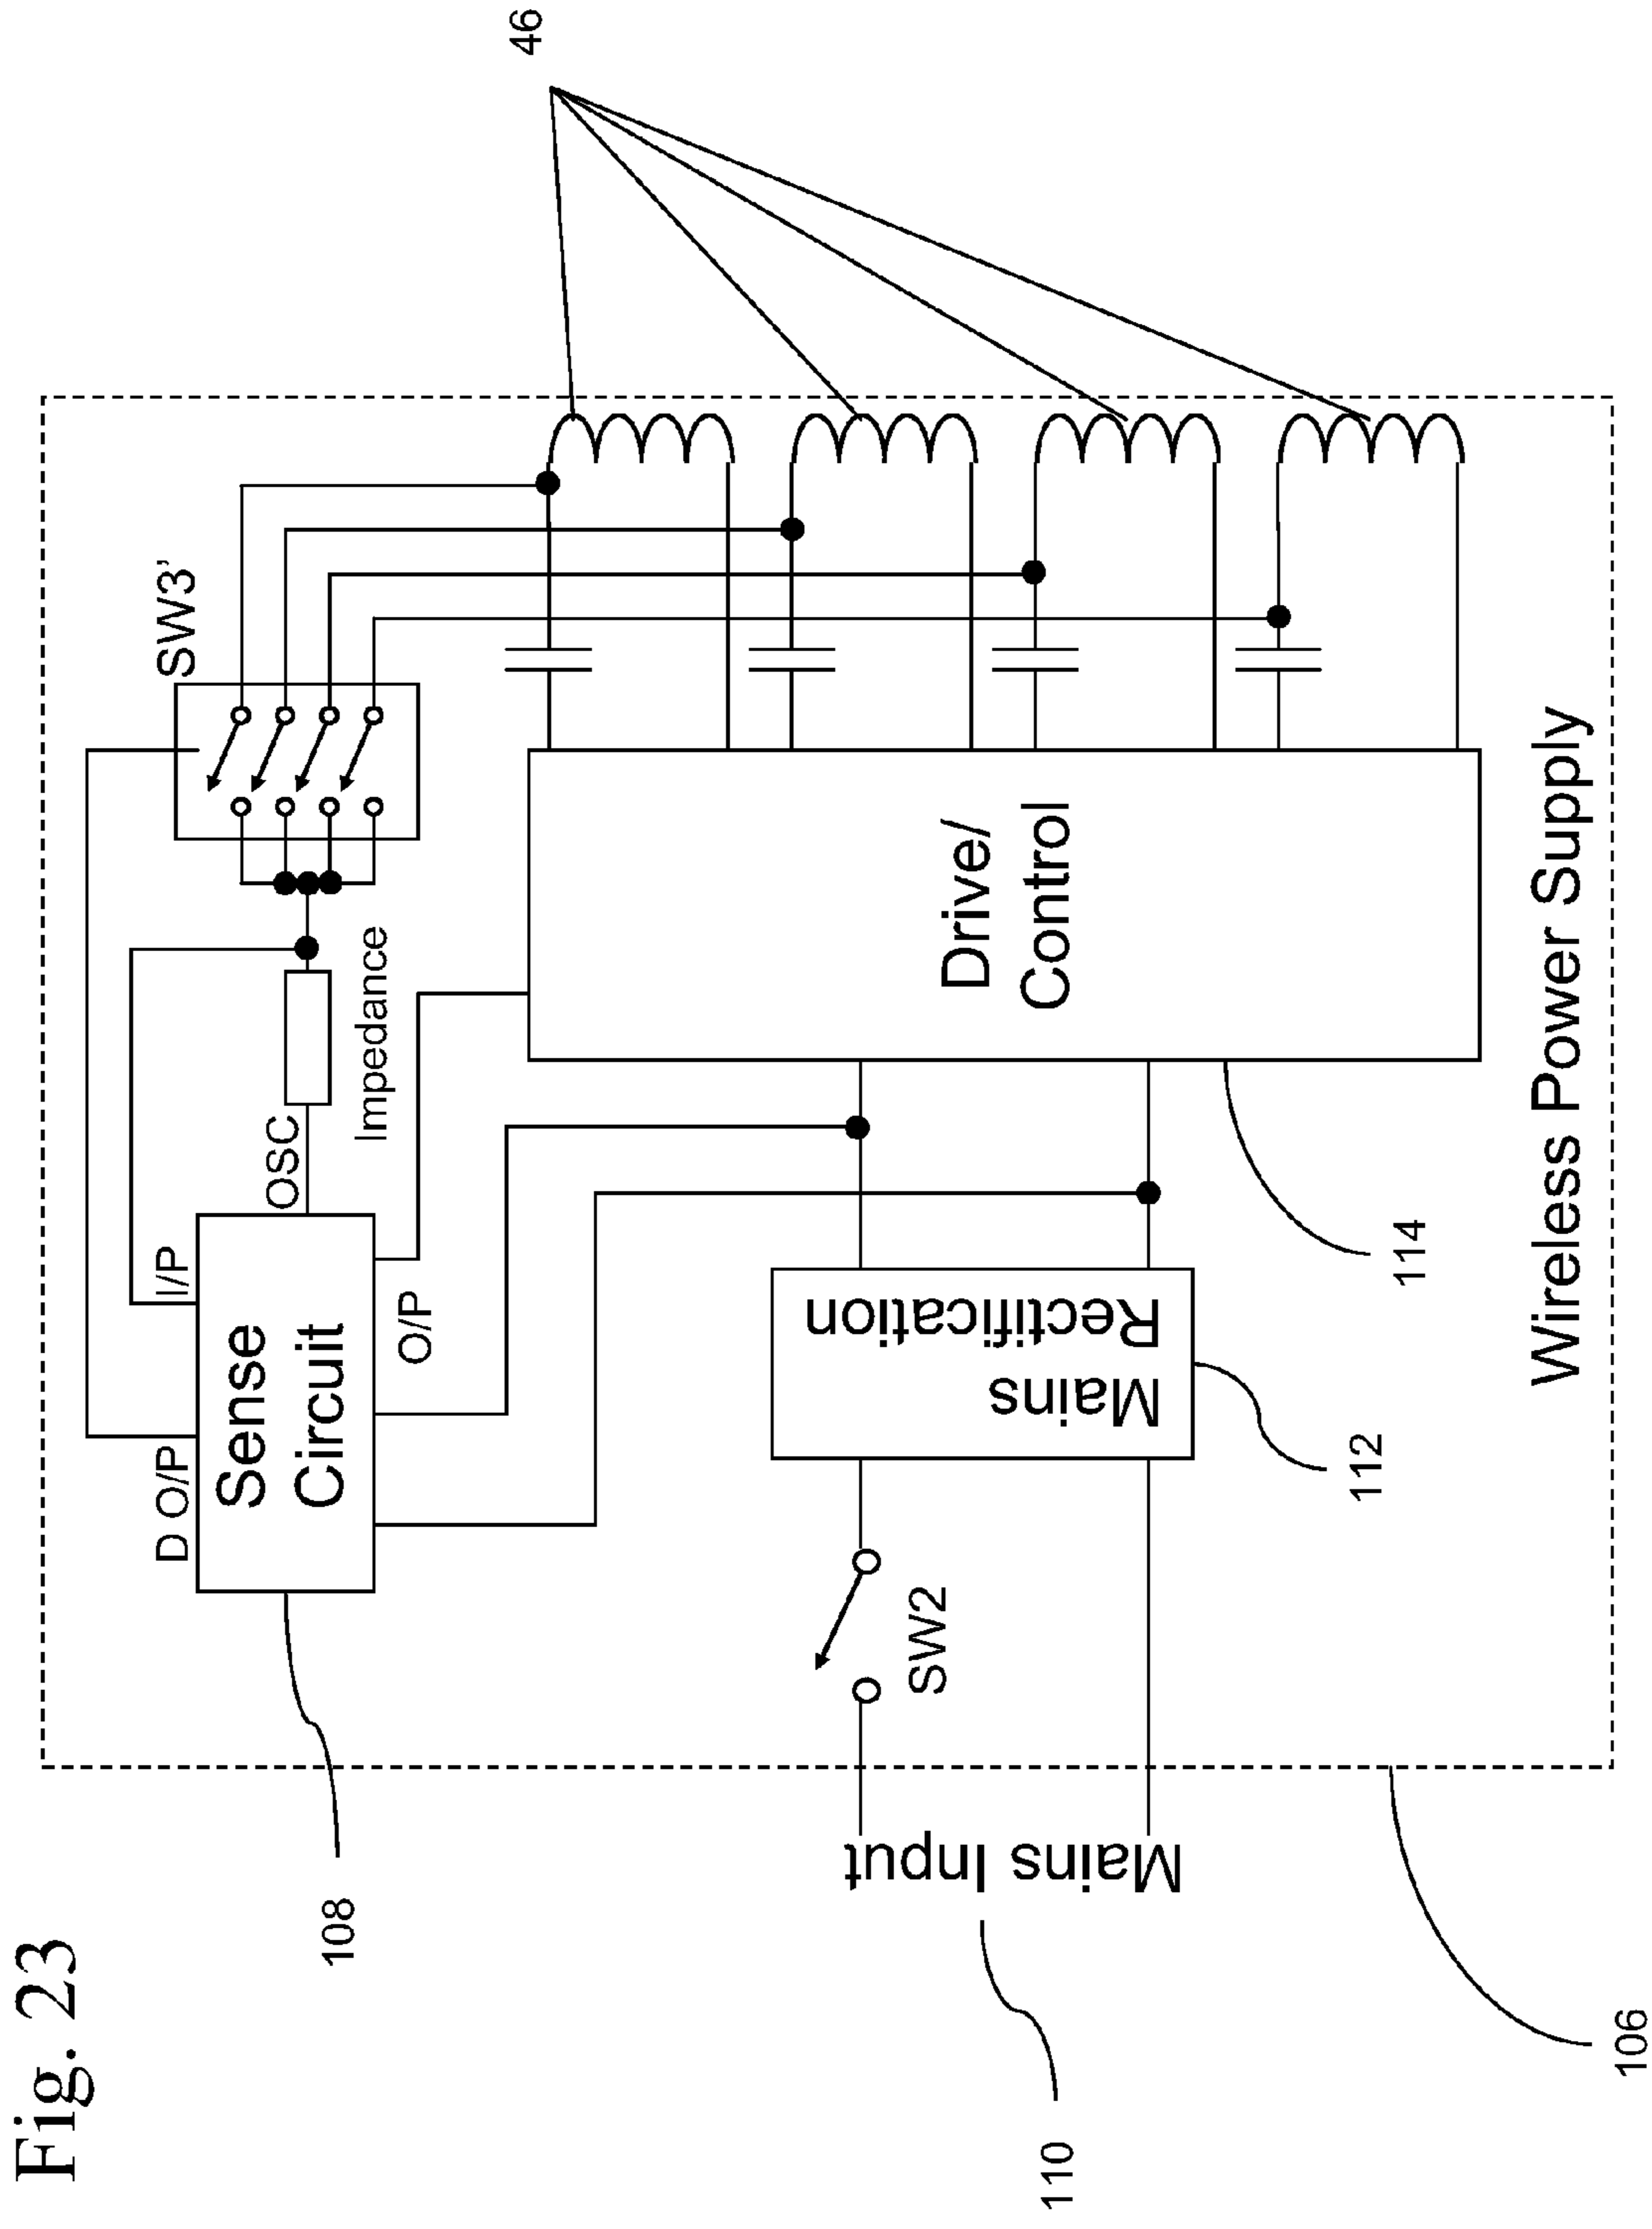 Fig. 23
46
SW3'
D O/P
I/P
OSC
Impedance
Sense
Circuit
O/P
108
Drive/
Control
Mains
Rectification
SW2
Mains Input
110
112
114
Wireless Power Supply
106